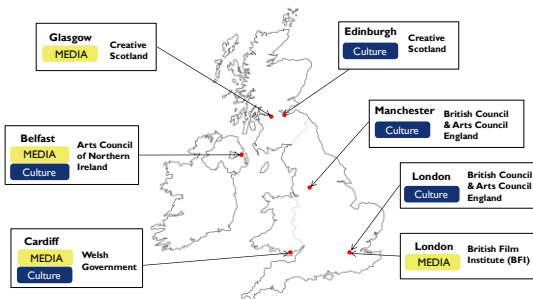 Glasgow
MEDIA
Creative
Scotland
Edinburgh
Culture
Creative
Scotland
Manchester
Culture
British Council
& Arts Council
England
Belfast
MEDIA
Culture
Arts Council
of Northern
Ireland
London
Culture
British Council
& Arts Council
England
Cardiff
MEDIA
Culture
Welsh
Government
London
MEDIA
British Film
Institute (BFI)